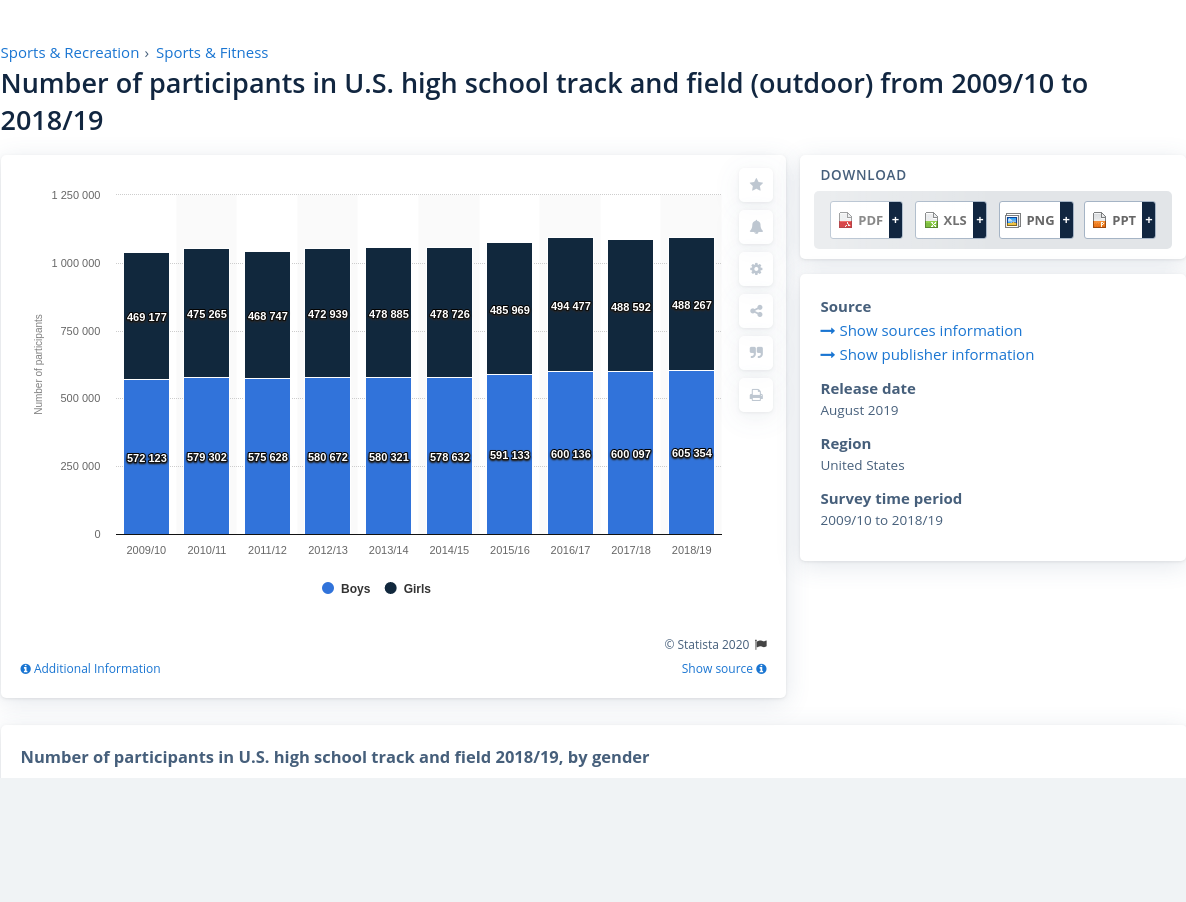 Sports & Recreation › Sports & Fitness
Number of participants in U.S. high school track and field (outdoor) from 2009/10 to
2018/19
1 250 000
1 000 000
750 000
500 000
250 000
0
Number of participants
469 177 475 265 468 747 472 939 478 885 478 726 485 969 494 477 488 592 488 267
572 123 579 302 575 628 580 672 580 321 578 632 591 133 600 136 600 097 605 354
2009/10 2010/11 2011/12 2012/13 2013/14 2014/15 2015/16 2016/17 2017/18 2018/19
Boys Girls
© Statista 2020
Additional Information Show source
DOWNLOAD
PDF + XLS + PNG + PPT +
Source
Show sources information
Show publisher information
Release date
August 2019
Region
United States
Survey time period
2009/10 to 2018/19
Number of participants in U.S. high school track and field 2018/19, by gender